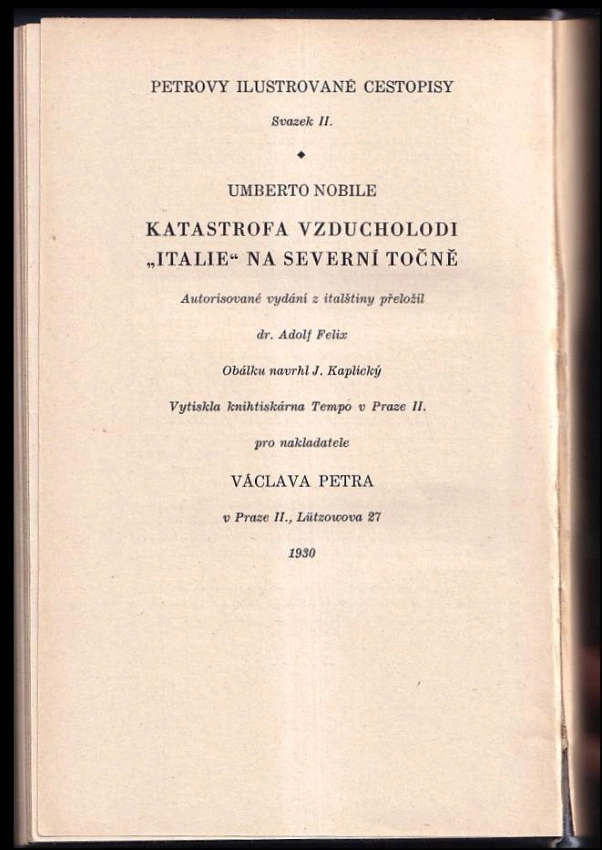 PETROVY ILUSTROVANÉ CESTOPISY
Svazek II.
UMBERTO NOBILE
KATASTROFA VZDUCHOLODI
„ITALIE“ NA SEVERNÍ TOČNĚ
Autorisované vydání z italštiny přeložil
dr. Adolf Felix
Obálku navrhl J. Kaplický
Vytiskla knihtiskárna Tempo v Praze II.
pro nakladatele
VÁCLAVA PETRA
v Praze II., Lützowova 27
1930